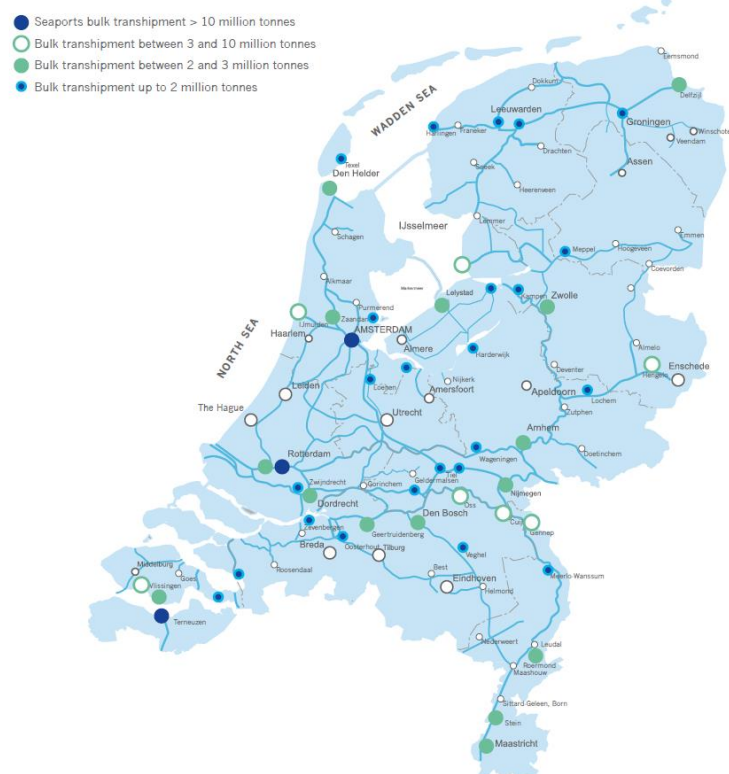 Seaports bulk transhipment > 10 million tonnes
Bulk transhipment between 3 and 10 million tonnes
Bulk transhipment between 2 and 3 million tonnes
Bulk transhipment up to 2 million tonnes
Eemsmond
WADDEN SEA
Dokkum
Delfzijl
Leeuwarden
Groningen
Harlingen
Franeker
Winschote
Veendam
Texel
Den Helder
Drachten
Assen
Sneek
Heerenveen
Schagen
IJsselmeer
Lemmer
Emmen
Meppel
Hoogeveen
Coevorden
Alkmaar
Lelystad
Kampen
Zwolle
Purmerend
IJmuiden
Zaandam
NORTH SEA
Haarlem
AMSTERDAM
Almere
Harderwijk
Almelo
Enschede
Hengelo
Deventer
Nijkerk
Loenen
Amersfoort
Apeldoorn
Lochem
Leiden
Zutphen
The Hague
Utrecht
Arnhem
Doetinchem
Rotterdam
Wageningen
Tiel
Zwijndrecht
Gorinchem
Geldermalsen
Dordrecht
Nijmegen
Oss
Den Bosch
Cuijk
Gennep
Zevenbergen
Geertruidenberg
Breda
Oosterhout
Tilburg
Veghel
Middelburg
Goes
Roosendaal
Best
Meerlo-Wanssum
Vlissingen
Eindhoven
Helmond
Terneuzen
Nederweert
Leudal
Roermond
Maashouw
Sittard-Geleen, Born
Stein
Maastricht